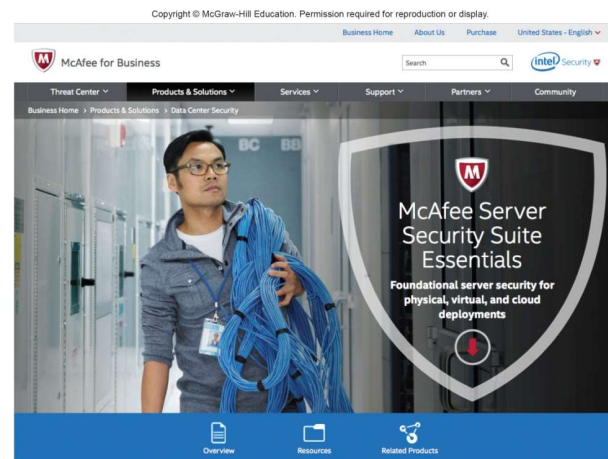 Copyright © McGraw-Hill Education. Permission required for reproduction or display.
Business Home About Us Purchase United States - English
McAfee for Business
Search
intel Security
Threat Center Products & Solutions Services Support Partners Community
Business Home > Products & Solutions > Data Center Security
BC BB
M
McAfee Server
Security Suite
Essentials
Foundational server security for
physical, virtual, and cloud
deployments
Overview Resources Related Products